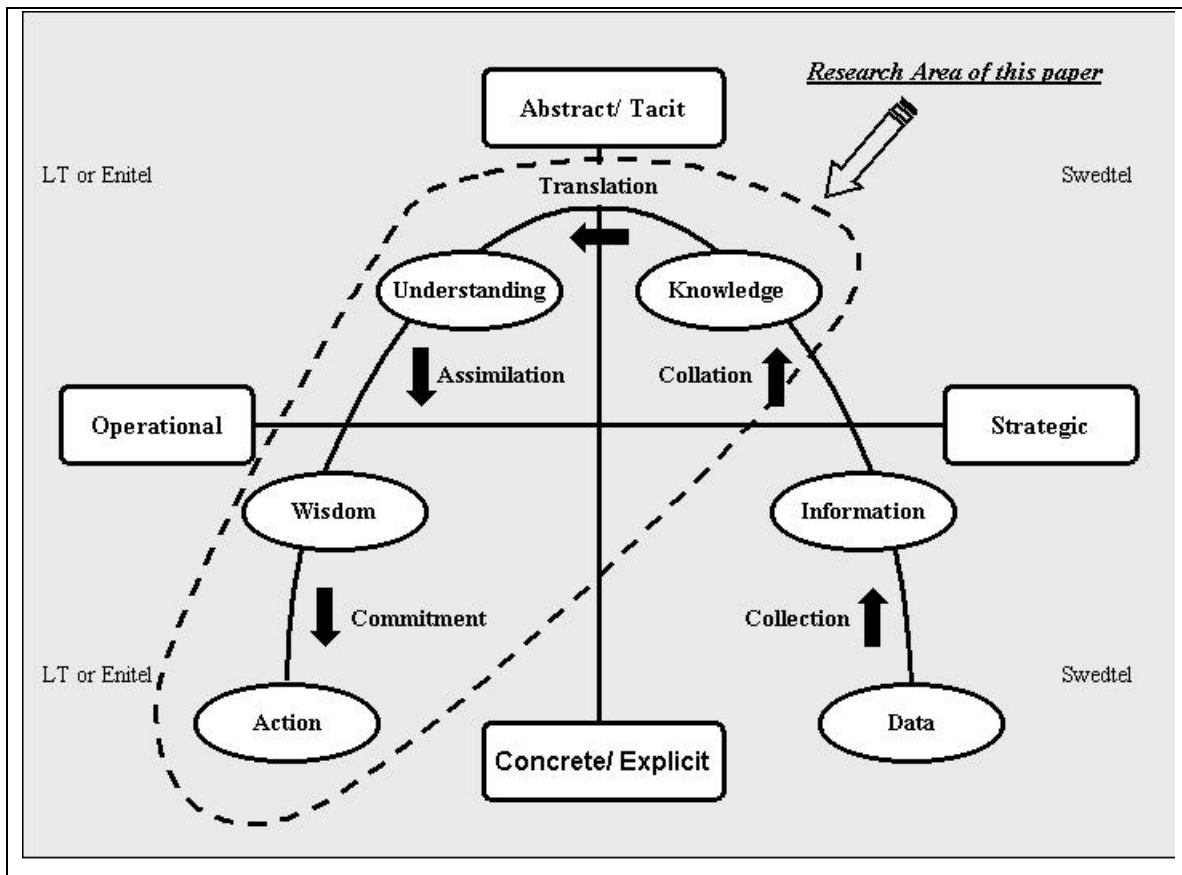 Research Area of this paper
Abstract/ Tacit
LT or Enitel
Swedtel
Translation
Understanding
Knowledge
Assimilation
Collation
Operational
Strategic
Wisdom
Information
Commitment
Collection
LT or Enitel
Swedtel
Action
Data
Concrete/ Explicit